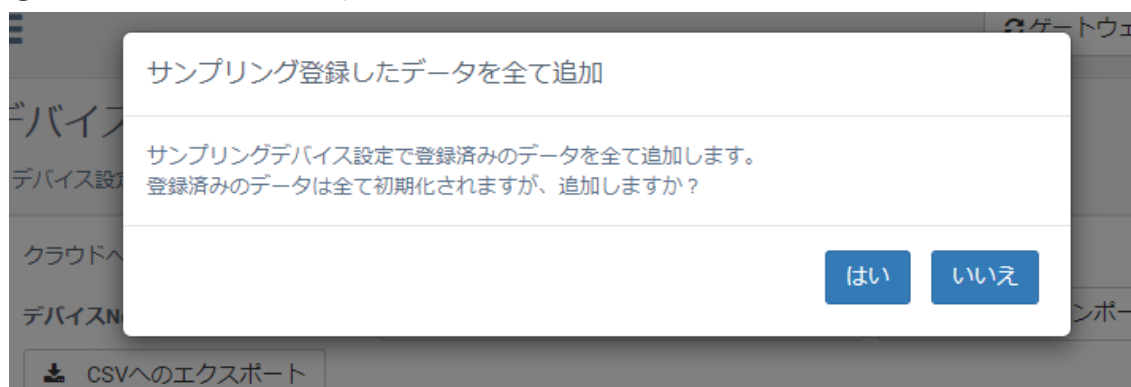 ゲートウェ
サンプリング登録したデータを全て追加
デバイス
サンプリングデバイス設定で登録済みのデータを全て追加します。
デバイス設定
登録済みのデータは全て初期化されますが、追加しますか？
クラウドへ
はい
いいえ
デバイスN
ンポー
CSVへのエクスポート